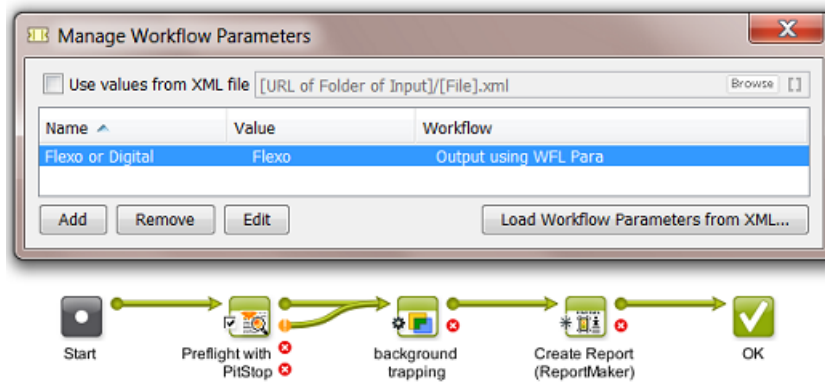 Manage Workflow Parameters
Use values from XML file [URL of Folder of Input]/[File].xml Browse []
Name Value Workflow
Flexo or Digital Flexo Output using WFL Para
Add Remove Edit Load Workflow Parameters from XML...
Start
Preflight with
PitStop
background
trapping
Create Report
(ReportMaker)
OK